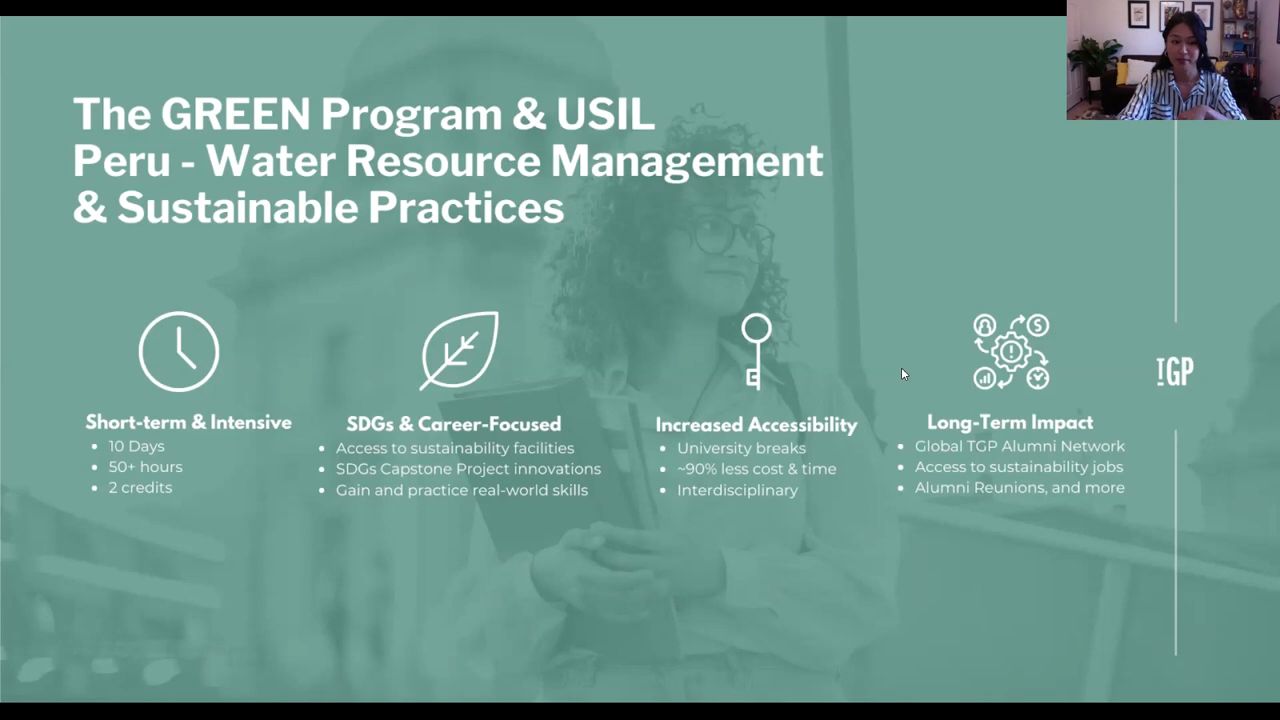 The GREEN Program & USIL
Peru - Water Resource Management
& Sustainable Practices
Short-term & Intensive
• 10 Days
• 50+ hours
• 2 credits
SDGs & Career-Focused
• Access to sustainability facilities
• SDGs Capstone Project innovations
• Gain and practice real-world skills
Increased Accessibility
• University breaks
• ~90% less cost & time
• Interdisciplinary
Long-Term Impact
• Global TGP Alumni Network
• Access to sustainability jobs
• Alumni Reunions, and more
TGP